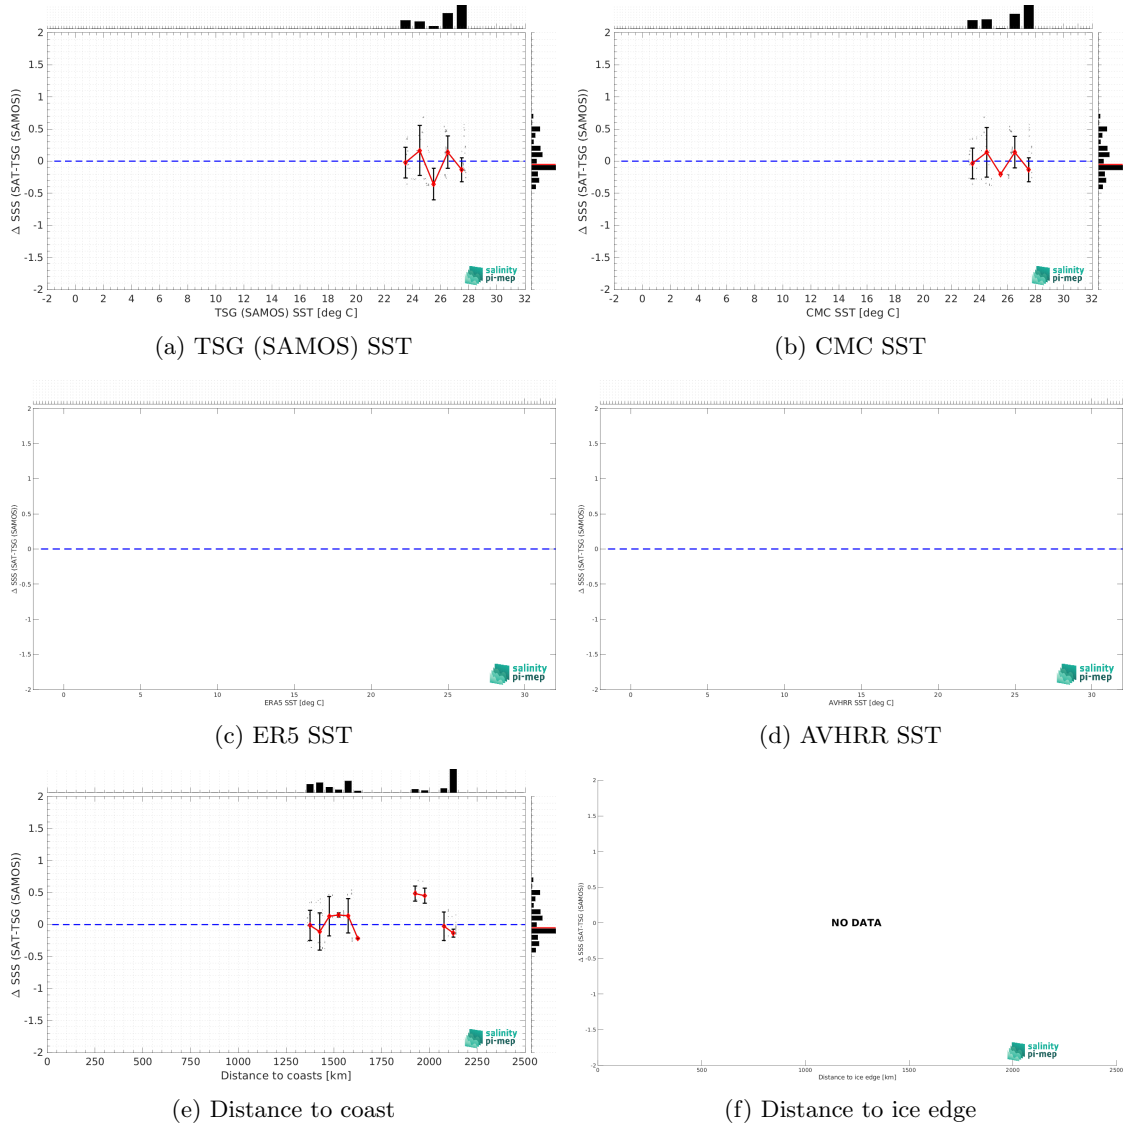 2
1.5
1
0.5
0
-0.5
-1
-1.5
-2
Δ SSS (SAT-TSG (SAMOS))
-2 0 2 4 6 8 10 12 14 16 18 20 22 24 26 28 30 32
TSG (SAMOS) SST [deg C]
salinity
pi-mep
(a) TSG (SAMOS) SST
2
1.5
1
0.5
0
-0.5
-1
-1.5
-2
Δ SSS (SAT-TSG (SAMOS))
-2 0 2 4 6 8 10 12 14 16 18 20 22 24 26 28 30 32
CMC SST [deg C]
salinity
pi-mep
(b) CMC SST
2
1.5
1
0.5
0
-0.5
-1
-1.5
-2
Δ SSS (SAT-TSG (SAMOS))
0 5 10 15 20 25 30
ERA5 SST [deg C]
salinity
pi-mep
(c) ER5 SST
2
1.5
1
0.5
0
-0.5
-1
-1.5
-2
Δ SSS (SAT-TSG (SAMOS))
0 5 10 15 20 25 30
AVHRR SST [deg C]
salinity
pi-mep
(d) AVHRR SST
2
1.5
1
0.5
0
-0.5
-1
-1.5
-2
Δ SSS (SAT-TSG (SAMOS))
0 250 500 750 1000 1250 1500 1750 2000 2250 2500
Distance to coasts [km]
salinity
pi-mep
(e) Distance to coast
2
1.5
1
0.5
0
-0.5
-1
-1.5
-2
Δ SSS (SAT-TSG (SAMOS))
NO DATA
0 500 1000 1500 2000 2500
Distance to ice edge [km]
salinity
pi-mep
(f) Distance to ice edge